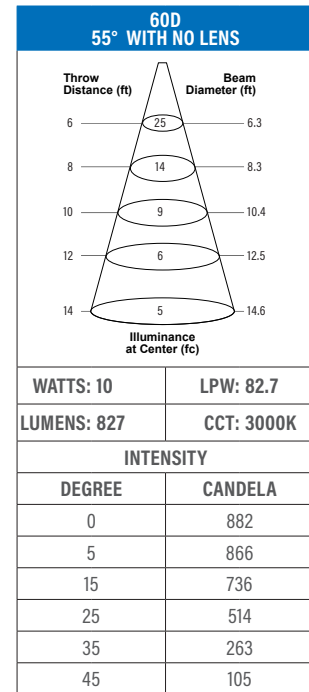 60D
55° WITH NO LENS
Throw Distance (ft)
Beam Diameter (ft)
6 25 6.3
8 14 8.3
10 9 10.4
12 6 12.5
14 5 14.6
Illuminance
at Center (fc)
WATTS: 10 LPW: 82.7
LUMENS: 827 CCT: 3000K
INTENSITY
DEGREE CANDELA
0 882
5 866
15 736
25 514
35 263
45 105